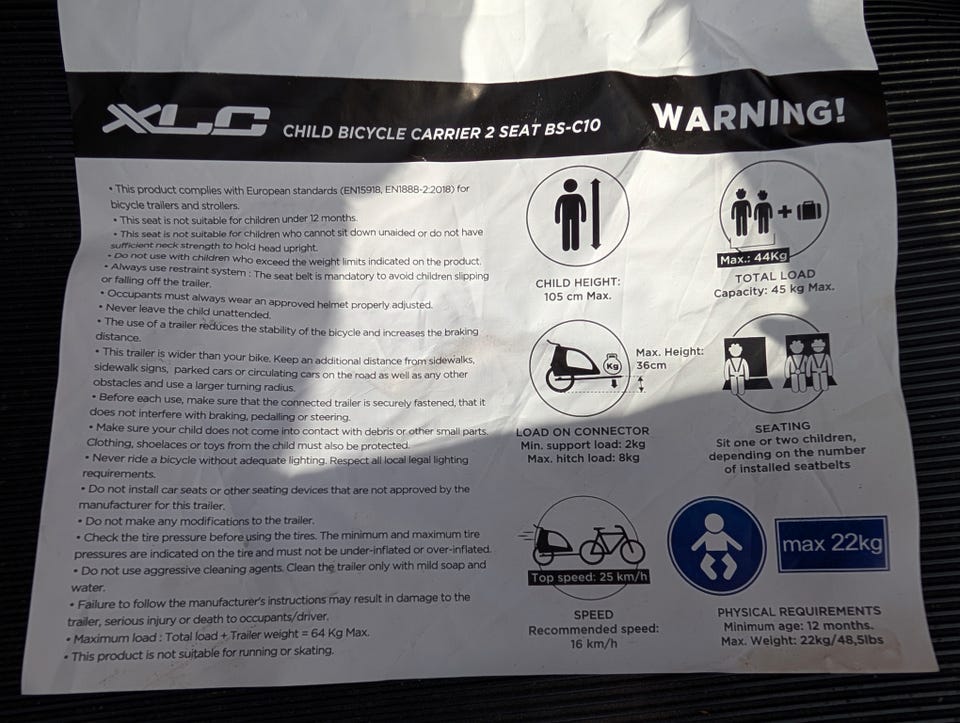 XLC CHILD BICYCLE CARRIER 2 SEAT BS-C10 WARNING!
• This product complies with European standards (EN15918, EN1888-2:2018) for
bicycle trailers and strollers.
• This seat is not suitable for children under 12 months.
• This seat is not suitable for children who cannot sit down unaided or do not have
sufficient neck strength to hold head upright.
• Do not use with children who exceed the weight limits indicated on the product.
• Always use restraint system : The seat belt is mandatory to avoid children slipping
or falling off the trailer.
• Occupants must always wear an approved helmet properly adjusted.
• Never leave the child unattended.
• The use of a trailer reduces the stability of the bicycle and increases the braking
distance.
• This trailer is wider than your bike. Keep an additional distance from sidewalks,
sidewalk signs, parked cars or circulating cars on the road as well as any other
obstacles and use a larger turning radius.
• Before each use, make sure that the connected trailer is securely fastened, that it
does not interfere with braking, pedalling or steering.
• Make sure your child does not come into contact with debris or other small parts.
Clothing, shoelaces or toys from the child must also be protected.
• Never ride a bicycle without adequate lighting. Respect all local legal lighting
requirements.
• Do not install car seats or other seating devices that are not approved by the
manufacturer for this trailer.
• Do not make any modifications to the trailer.
• Check the tire pressure before using the tires. The minimum and maximum tire
pressures are indicated on the tire and must not be under-inflated or over-inflated.
• Do not use aggressive cleaning agents. Clean the trailer only with mild soap and
water.
• Failure to follow the manufacturer's instructions may result in damage to the
trailer, serious injury or death to occupants/driver.
• Maximum load : Total load + Trailer weight = 64 Kg Max.
• This product is not suitable for running or skating.
CHILD HEIGHT:
105 cm Max.
+
Max.: 44Kg
TOTAL LOAD
Capacity: 45 kg Max.
Kg
Max. Height:
36cm
LOAD ON CONNECTOR
Min. support load: 2kg
Max. hitch load: 8kg
SEATING
Sit one or two children,
depending on the number
of installed seatbelts
Top speed: 25 km/h
SPEED
Recommended speed:
16 km/h
max 22kg
PHYSICAL REQUIREMENTS
Minimum age: 12 months.
Max. Weight: 22kg/48,5lbs